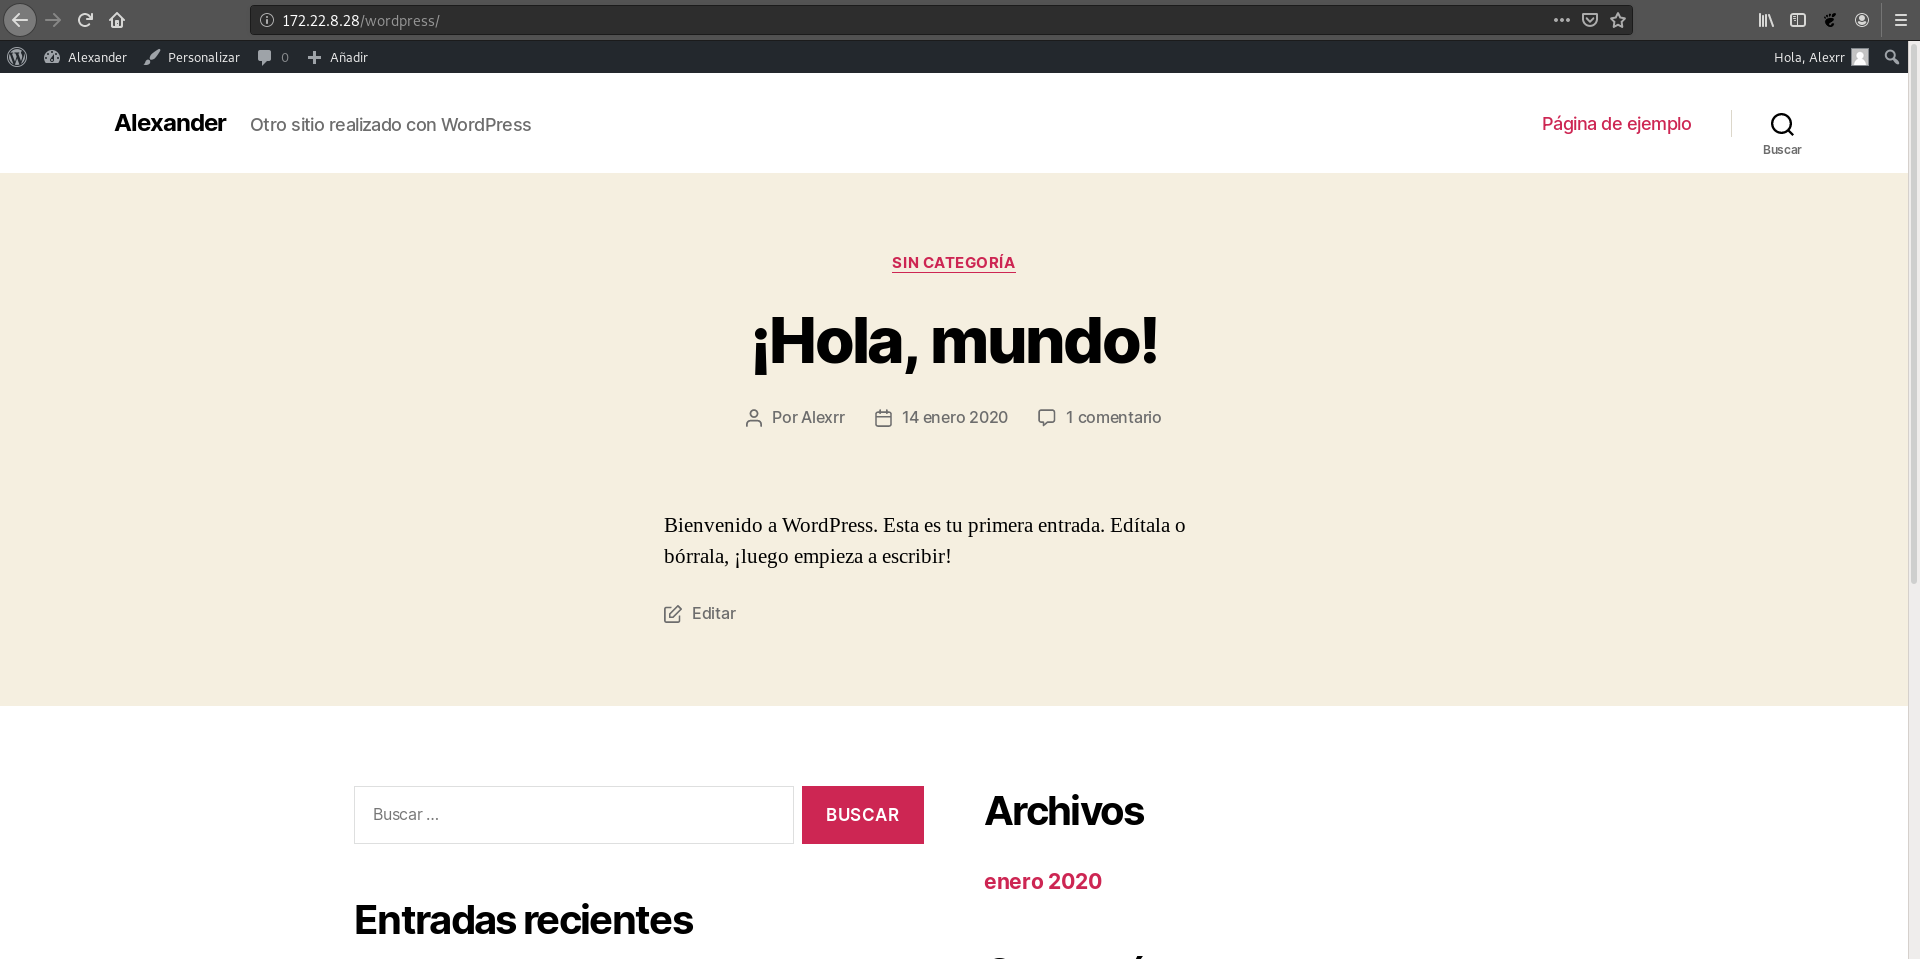 172.22.8.28/wordpress/
Alexander Personalizar 0 Añadir Hola, Alexrr
Alexander Otro sitio realizado con WordPress Página de ejemplo
Buscar
SIN CATEGORÍA
¡Hola, mundo!
Por Alexrr 14 enero 2020 1 comentario
Bienvenido a WordPress. Esta es tu primera entrada. Edítala o
bórrala, ¡luego empieza a escribir!
Editar
Buscar … BUSCAR
Archivos
enero 2020
Entradas recientes